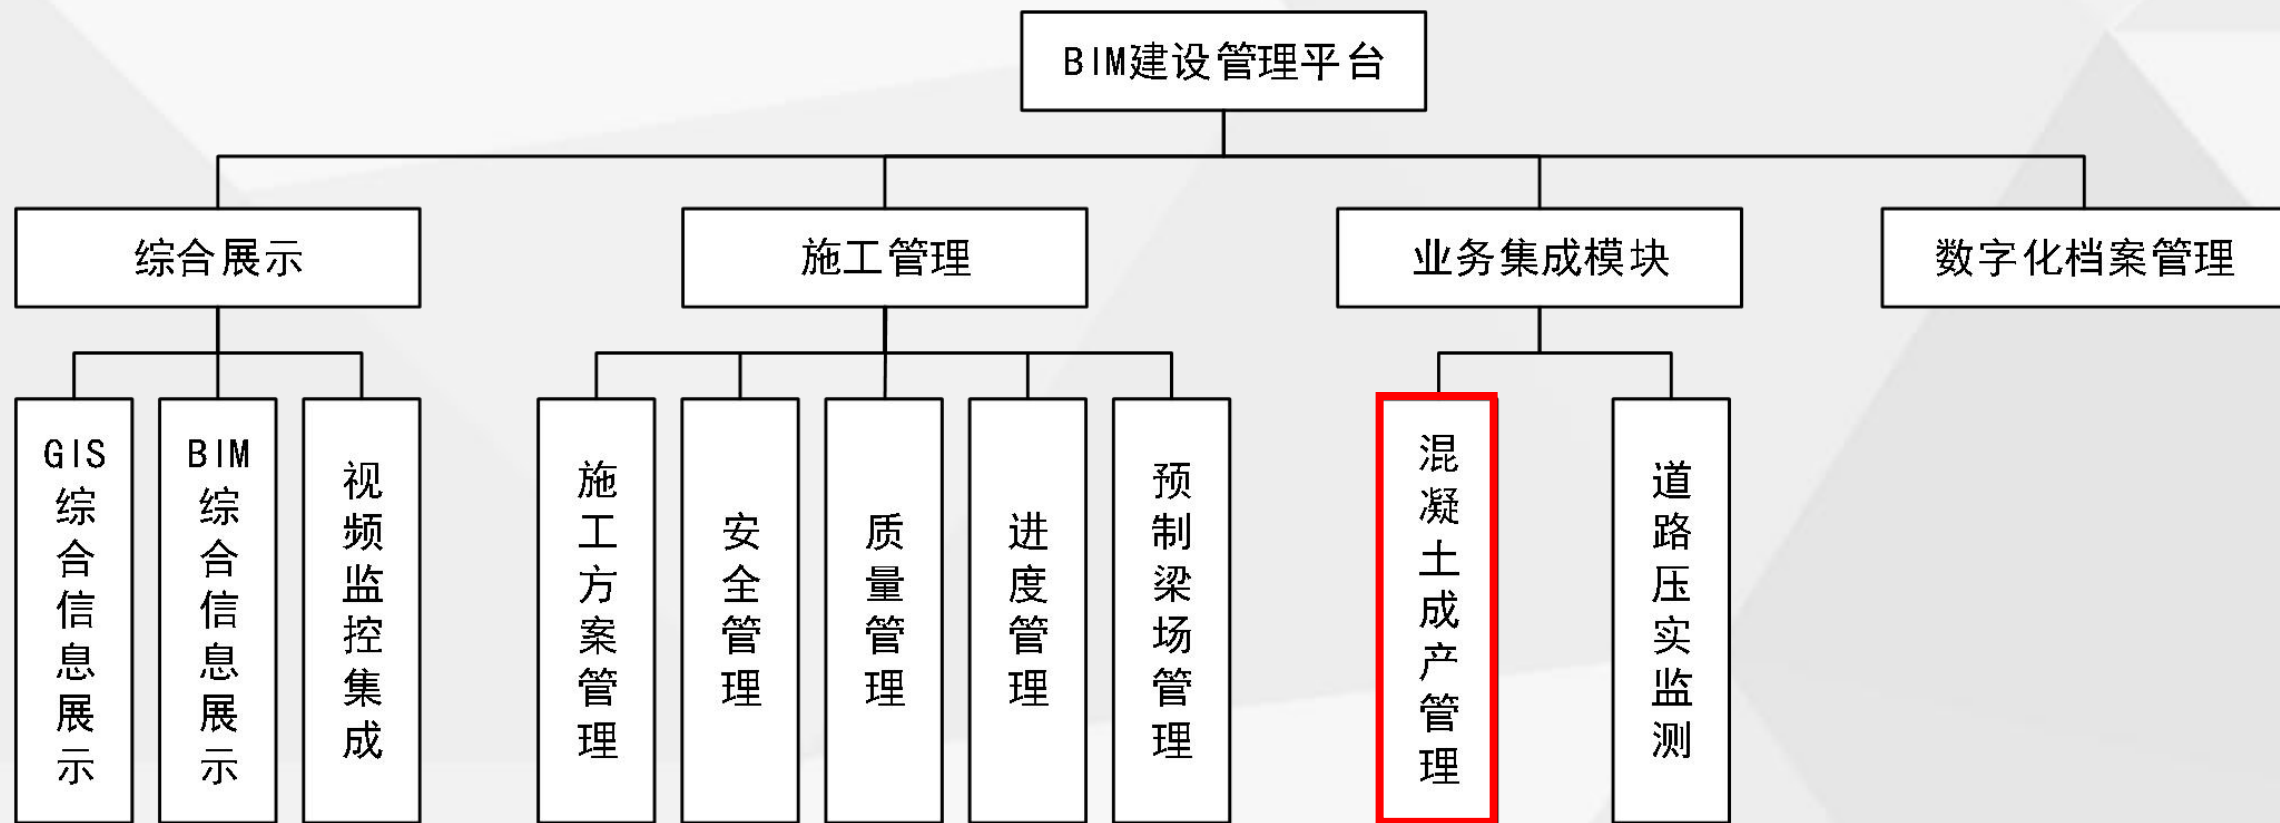 BIM建设管理平台
综合展示
施工管理
业务集成模块
数字化档案管理
GIS综合信息展示
BIM综合信息展示
视频监控集成
施工方案管理
安全管理
质量管理
进度管理
预制梁场管理
混凝土成产管理
道路压实监测